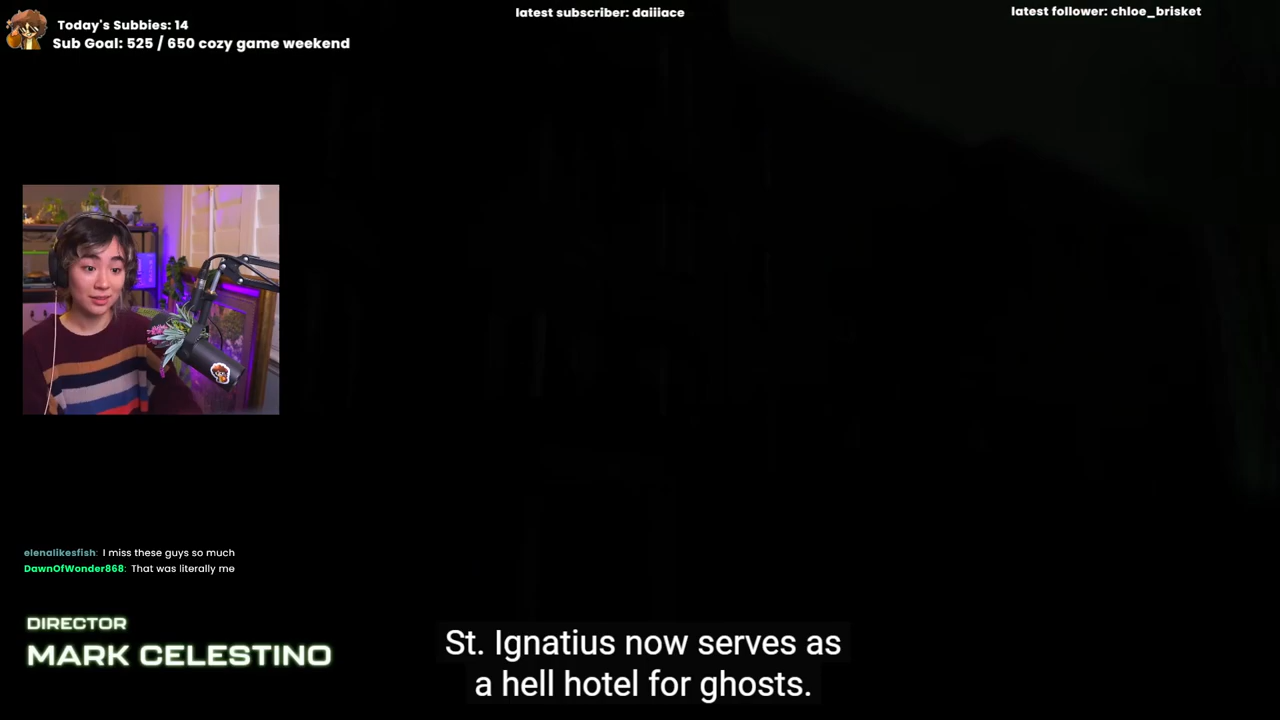 Today's Subbies: 14
Sub Goal: 525 / 650 cozy game weekend
latest subscriber: daiiiace
latest follower: chloe_brisket
elenalikesfish: I miss these guys so much
DawnOfWonder868: That was literally me
DIRECTOR
MARK CELESTINO
St. Ignatius now serves as
a hell hotel for ghosts.